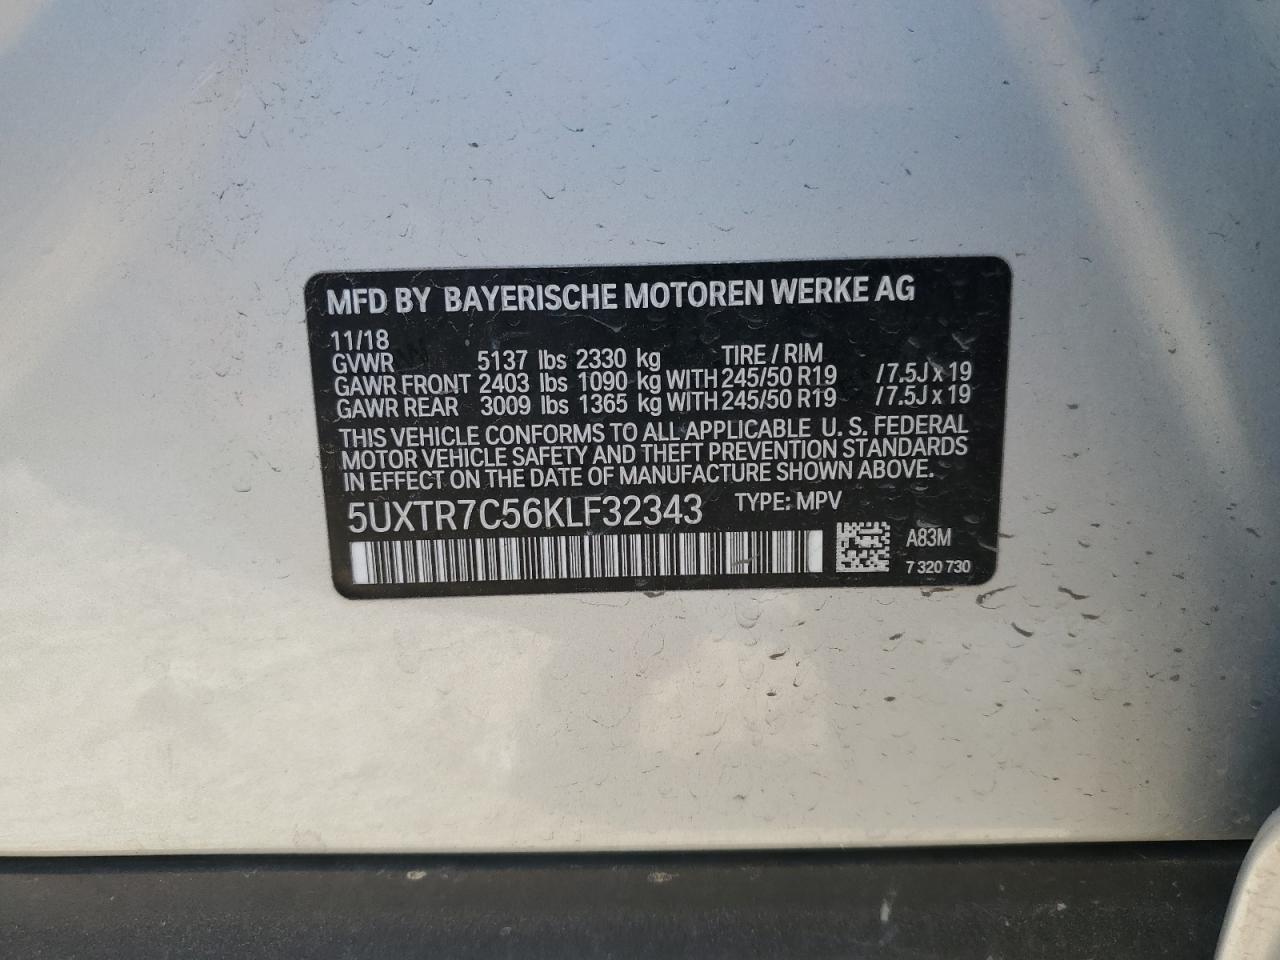 MFD BY BAYERISCHE MOTOREN WERKE AG
11/18
GVWR 5137 lbs 2330 kg TIRE / RIM
GAWR FRONT 2403 lbs 1090 kg WITH 245/50 R19 / 7.5J x 19
GAWR REAR 3009 lbs 1365 kg WITH 245/50 R19 / 7.5J x 19
THIS VEHICLE CONFORMS TO ALL APPLICABLE U. S. FEDERAL
MOTOR VEHICLE SAFETY AND THEFT PREVENTION STANDARDS
IN EFFECT ON THE DATE OF MANUFACTURE SHOWN ABOVE.
5UXTR7C56KLF32343 TYPE: MPV
A83M
7 320 730